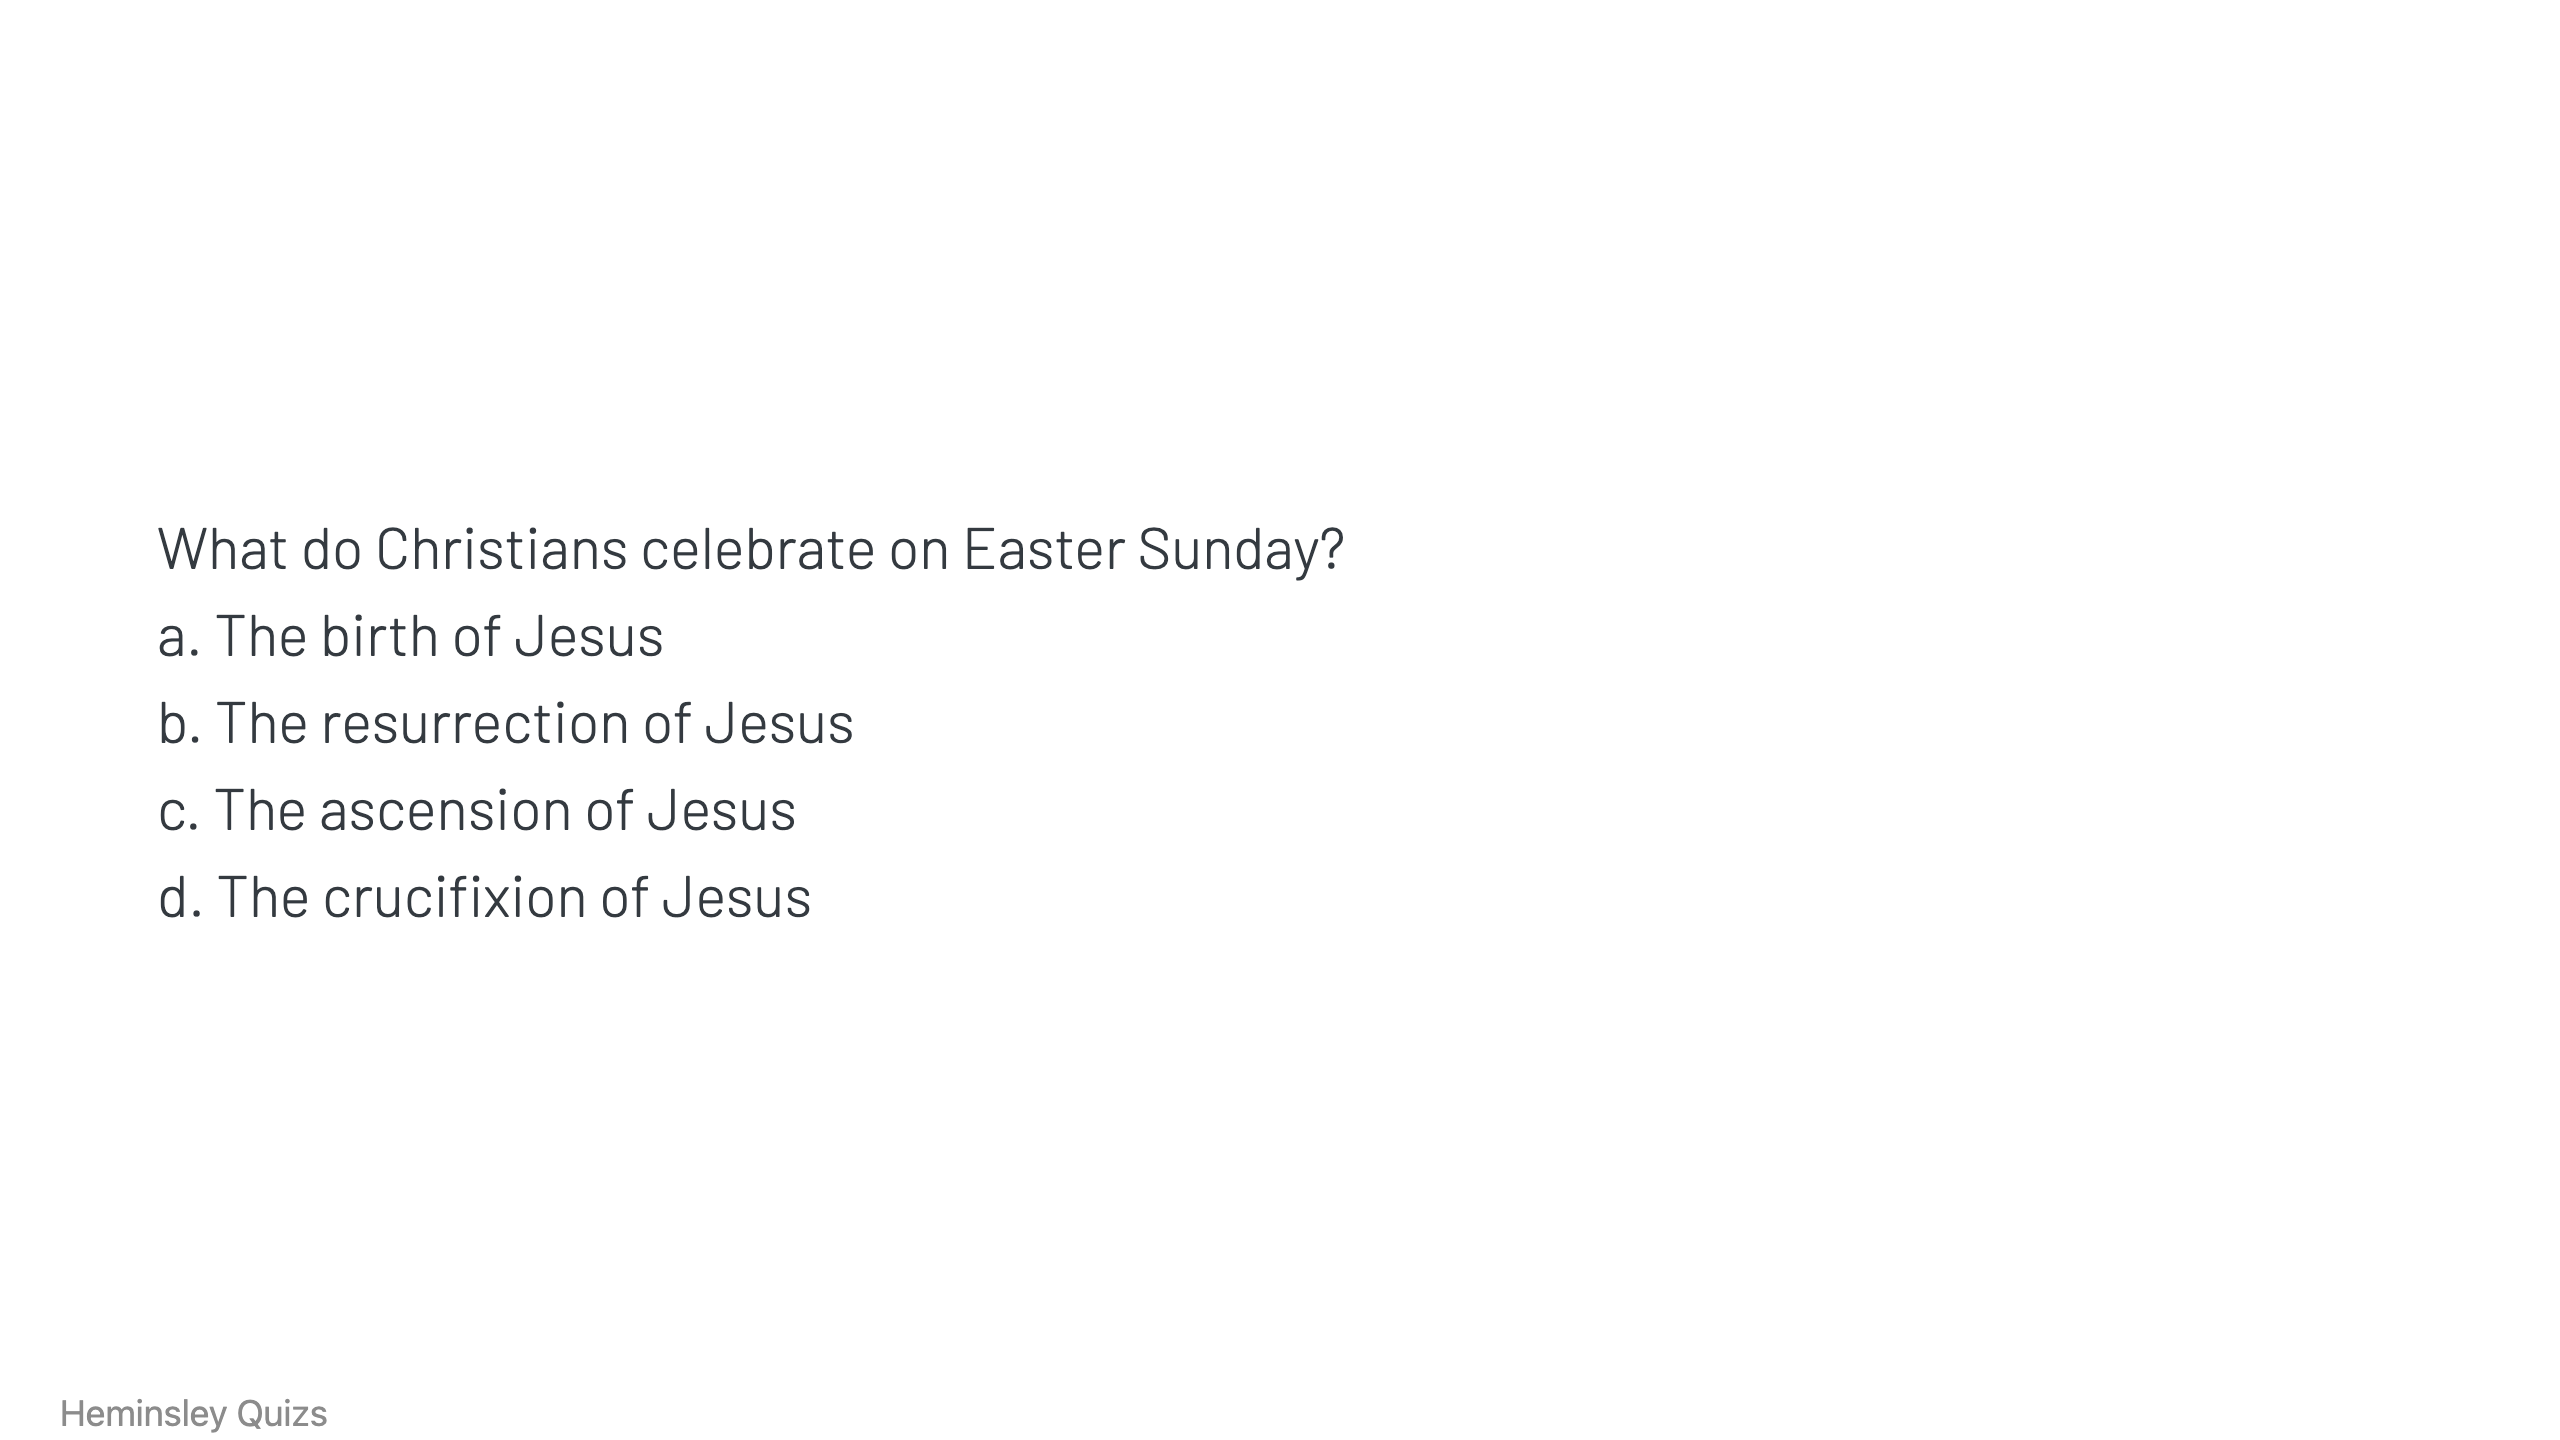 What do Christians celebrate on Easter Sunday?
a. The birth of Jesus
b. The resurrection of Jesus
c. The ascension of Jesus
d. The crucifixion of Jesus
Heminsley Quizs